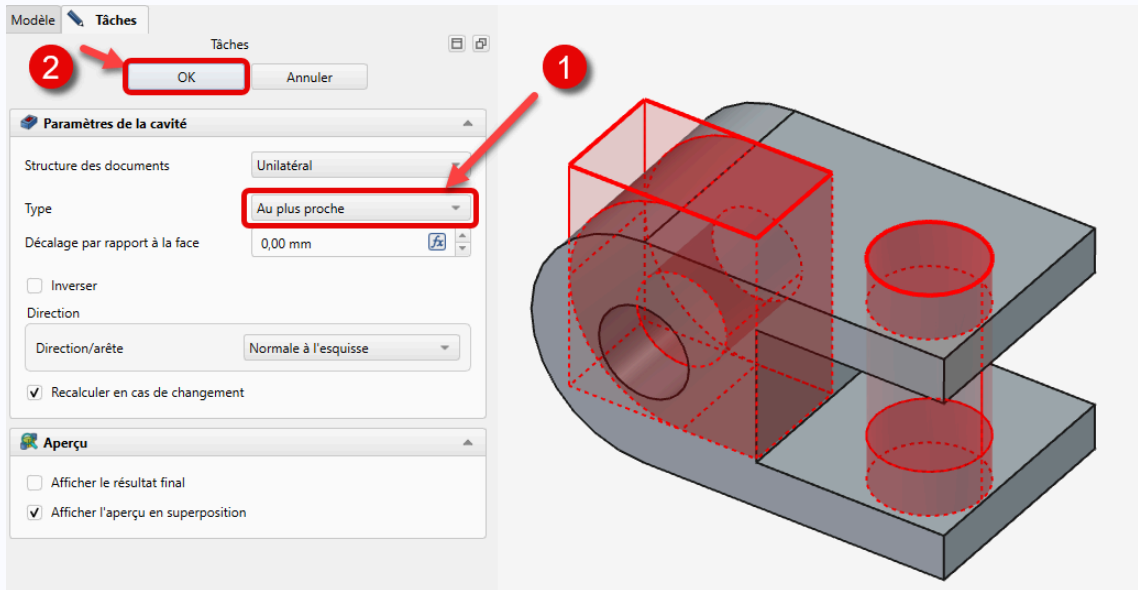 Modèle Tâches
Tâches
2
OK Annuler
1
Paramètres de la cavité
Structure des documents Unilatéral
Type Au plus proche
Décalage par rapport à la face 0,00 mm fx
Inverser
Direction
Direction/arête Normale à l'esquisse
Recalculer en cas de changement
Aperçu
Afficher le résultat final
Afficher l'aperçu en superposition